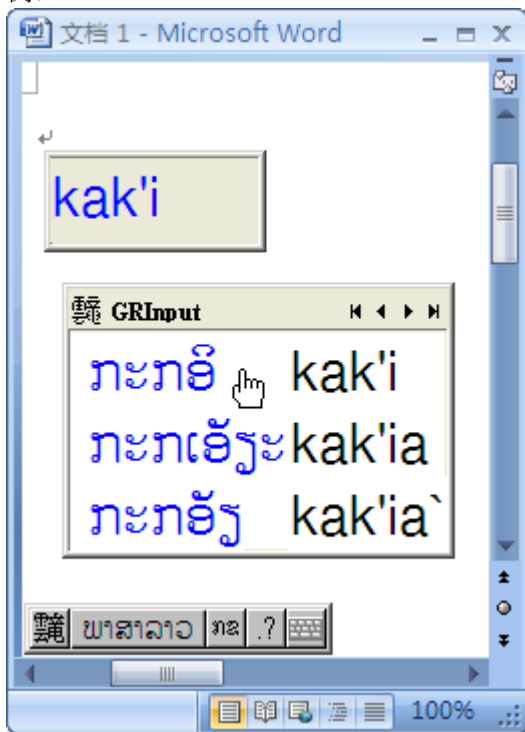 文档 1 - Microsoft Word
kak'i
GRInput
ກະກອິ kak'i
ກະກເອັຽະ kak'ia
ກະກອັຽ kak'ia`
ພາສາລາວ ກຂ .?
100%